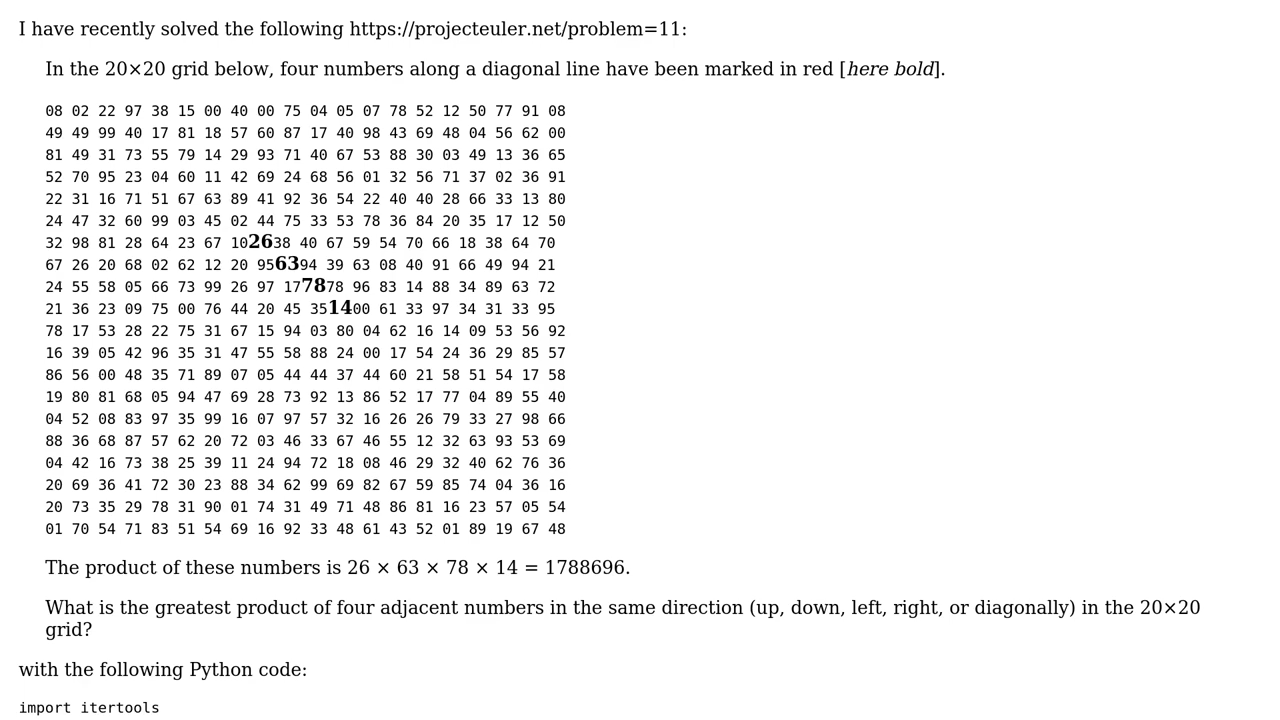 I have recently solved the following https://projecteuler.net/problem=11:
In the 20×20 grid below, four numbers along a diagonal line have been marked in red [here bold].
08 02 22 97 38 15 00 40 00 75 04 05 07 78 52 12 50 77 91 08
49 49 99 40 17 81 18 57 60 87 17 40 98 43 69 48 04 56 62 00
81 49 31 73 55 79 14 29 93 71 40 67 53 88 30 03 49 13 36 65
52 70 95 23 04 60 11 42 69 24 68 56 01 32 56 71 37 02 36 91
22 31 16 71 51 67 63 89 41 92 36 54 22 40 40 28 66 33 13 80
24 47 32 60 99 03 45 02 44 75 33 53 78 36 84 20 35 17 12 50
32 98 81 28 64 23 67 10 26 38 40 67 59 54 70 66 18 38 64 70
67 26 20 68 02 62 12 20 95 63 94 39 63 08 40 91 66 49 94 21
24 55 58 05 66 73 99 26 97 17 78 78 96 83 14 88 34 89 63 72
21 36 23 09 75 00 76 44 20 45 35 14 00 61 33 97 34 31 33 95
78 17 53 28 22 75 31 67 15 94 03 80 04 62 16 14 09 53 56 92
16 39 05 42 96 35 31 47 55 58 88 24 00 17 54 24 36 29 85 57
86 56 00 48 35 71 89 07 05 44 44 37 44 60 21 58 51 54 17 58
19 80 81 68 05 94 47 69 28 73 92 13 86 52 17 77 04 89 55 40
04 52 08 83 97 35 99 16 07 97 57 32 16 26 26 79 33 27 98 66
88 36 68 87 57 62 20 72 03 46 33 67 46 55 12 32 63 93 53 69
04 42 16 73 38 25 39 11 24 94 72 18 08 46 29 32 40 62 76 36
20 69 36 41 72 30 23 88 34 62 99 69 82 67 59 85 74 04 36 16
20 73 35 29 78 31 90 01 74 31 49 71 48 86 81 16 23 57 05 54
01 70 54 71 83 51 54 69 16 92 33 48 61 43 52 01 89 19 67 48
The product of these numbers is 26 × 63 × 78 × 14 = 1788696.
What is the greatest product of four adjacent numbers in the same direction (up, down, left, right, or diagonally) in the 20×20
grid?
with the following Python code:
import itertools